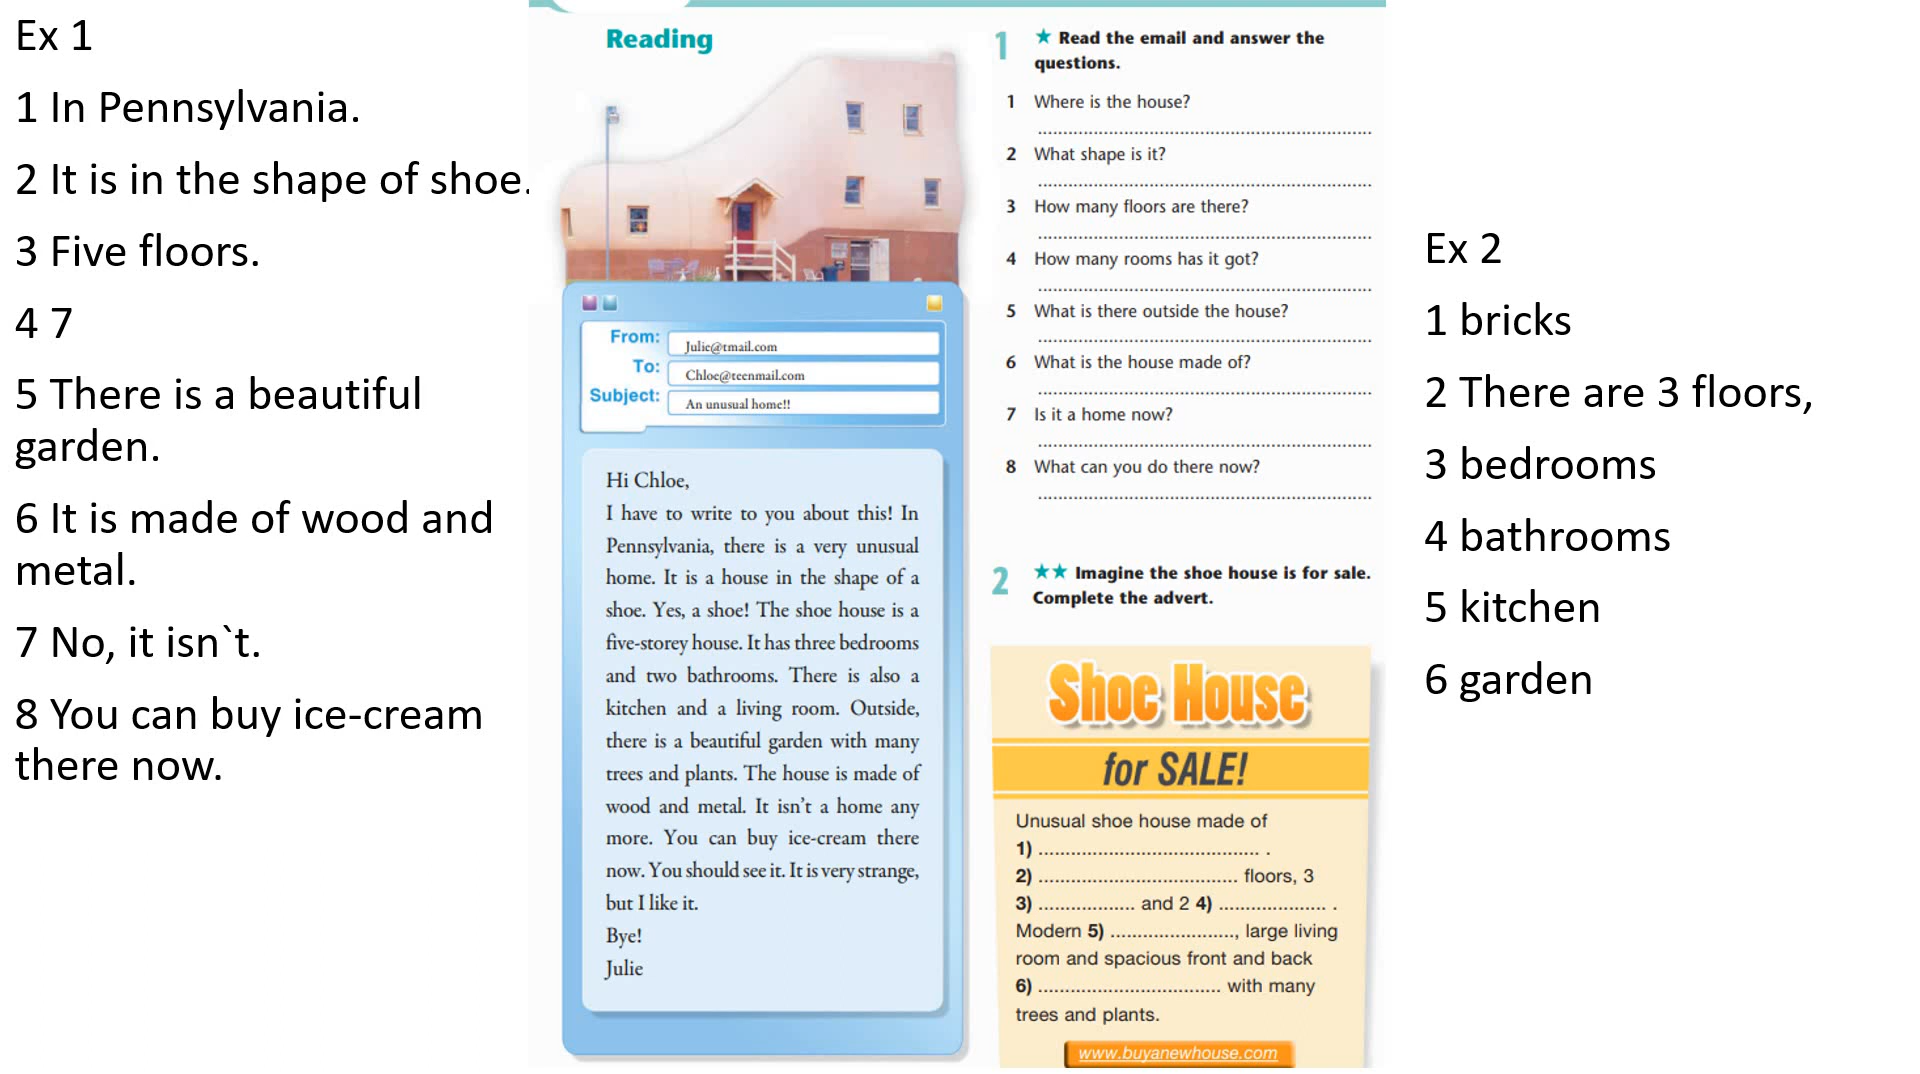 Ex 1
1 In Pennsylvania.
2 It is in the shape of shoe.
3 Five floors.
4 7
5 There is a beautiful
garden.
6 It is made of wood and
metal.
7 No, it isn`t.
8 You can buy ice-cream
there now.
Reading
From: Julie@tmail.com
To: Chloe@teenmail.com
Subject: An unusual home!!
Hi Chloe,
I have to write to you about this! In
Pennsylvania, there is a very unusual
home. It is a house in the shape of a
shoe. Yes, a shoe! The shoe house is a
five-storey house. It has three bedrooms
and two bathrooms. There is also a
kitchen and a living room. Outside,
there is a beautiful garden with many
trees and plants. The house is made of
wood and metal. It isn't a home any
more. You can buy ice-cream there
now. You should see it. It is very strange,
but I like it.
Bye!
Julie
1 ★ Read the email and answer the
questions.
1 Where is the house?
2 What shape is it?
3 How many floors are there?
4 How many rooms has it got?
5 What is there outside the house?
6 What is the house made of?
7 Is it a home now?
8 What can you do there now?
2 ★★ Imagine the shoe house is for sale.
Complete the advert.
Shoe House
for SALE!
Unusual shoe house made of
1) ........................................ .
2) .................................... floors, 3
3) ................. and 2 4) ................... .
Modern 5) ......................, large living
room and spacious front and back
6) ................................. with many
trees and plants.
www.buyanewhouse.com
Ex 2
1 bricks
2 There are 3 floors,
3 bedrooms
4 bathrooms
5 kitchen
6 garden